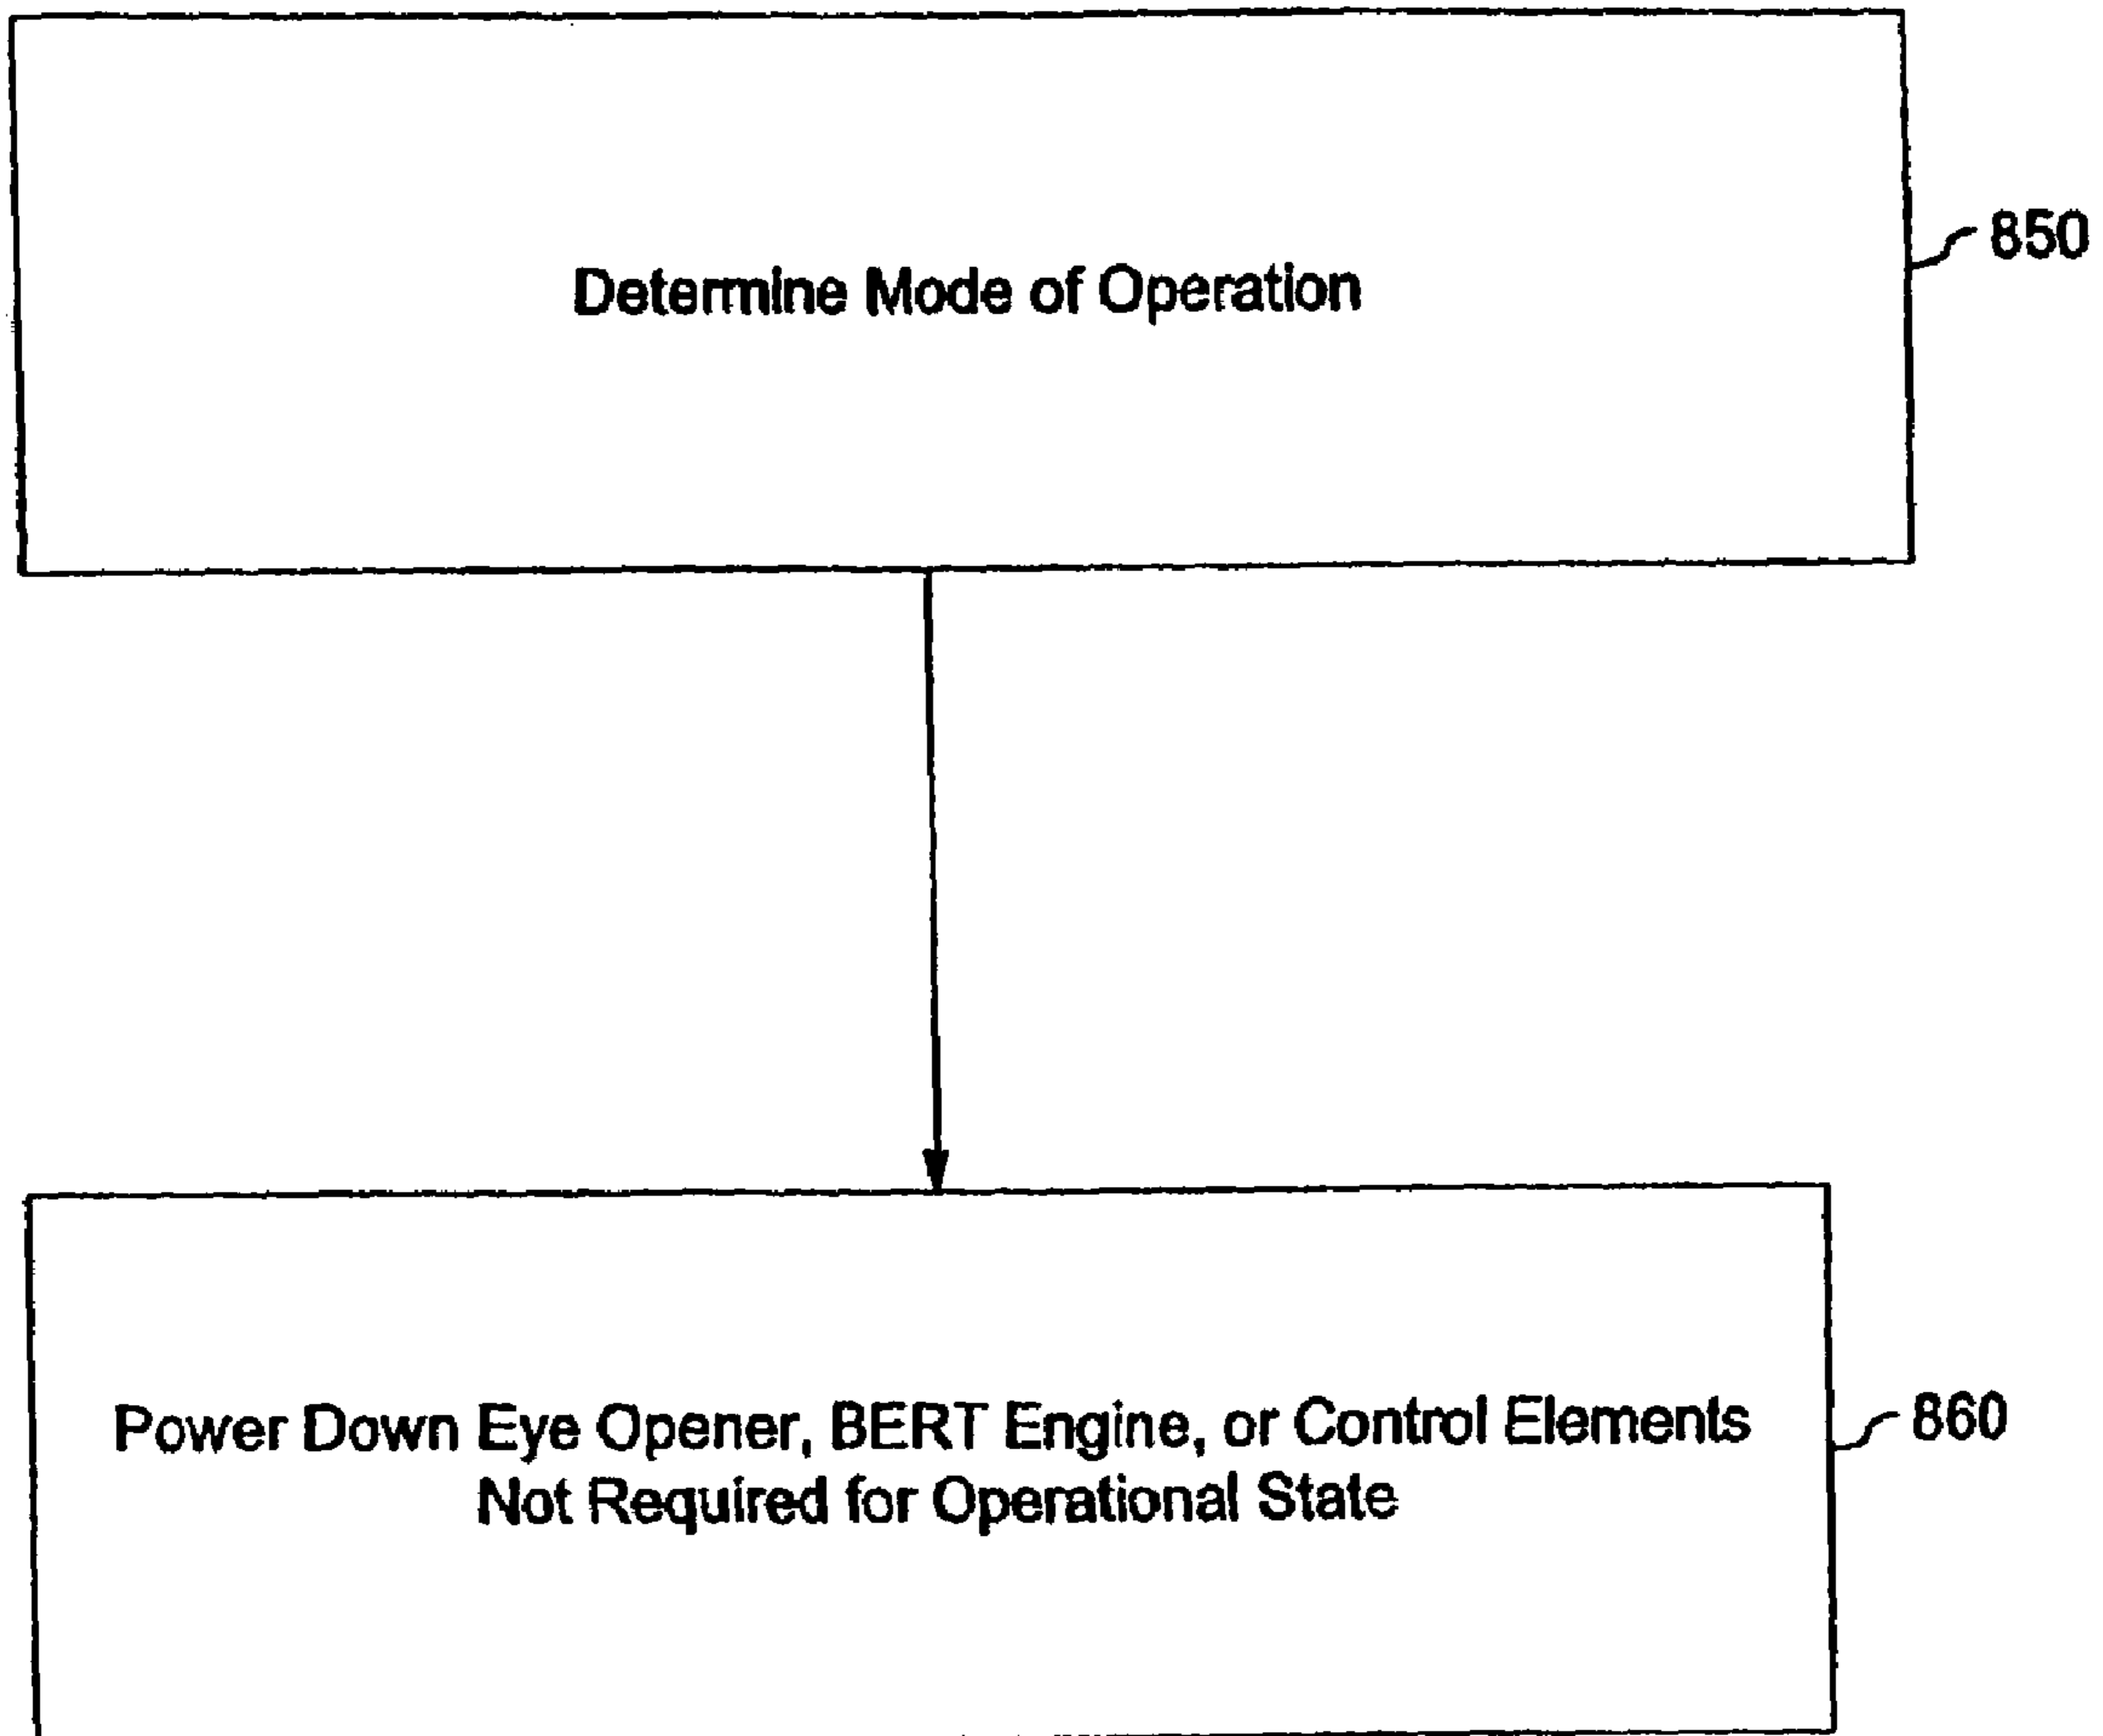 Determine Mode of Operation
850
Power Down Eye Opener, BERT Engine, or Control Elements
Not Required for Operational State
860